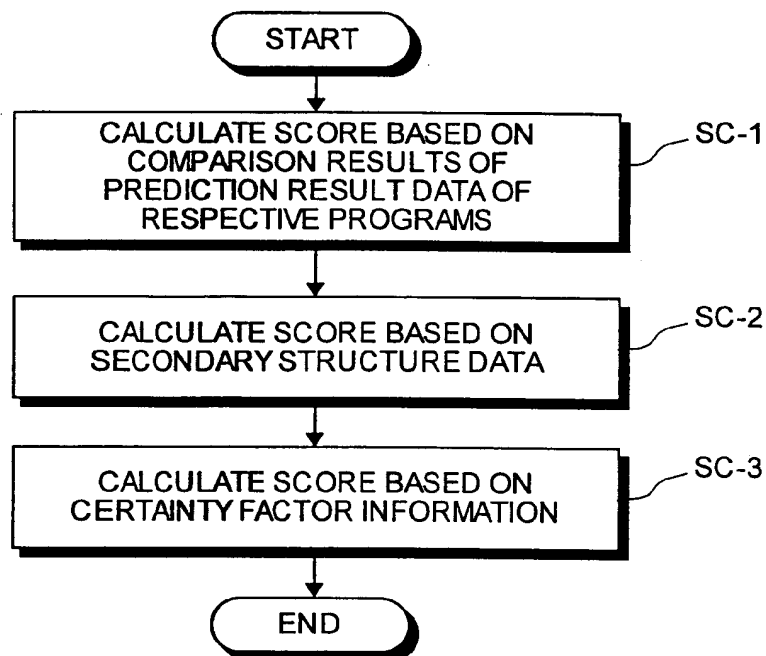 START
CALCULATE SCORE BASED ON
COMPARISON RESULTS OF
PREDICTION RESULT DATA OF
RESPECTIVE PROGRAMS
SC-1
CALCULATE SCORE BASED ON
SECONDARY STRUCTURE DATA
SC-2
CALCULATE SCORE BASED ON
CERTAINTY FACTOR INFORMATION
SC-3
END